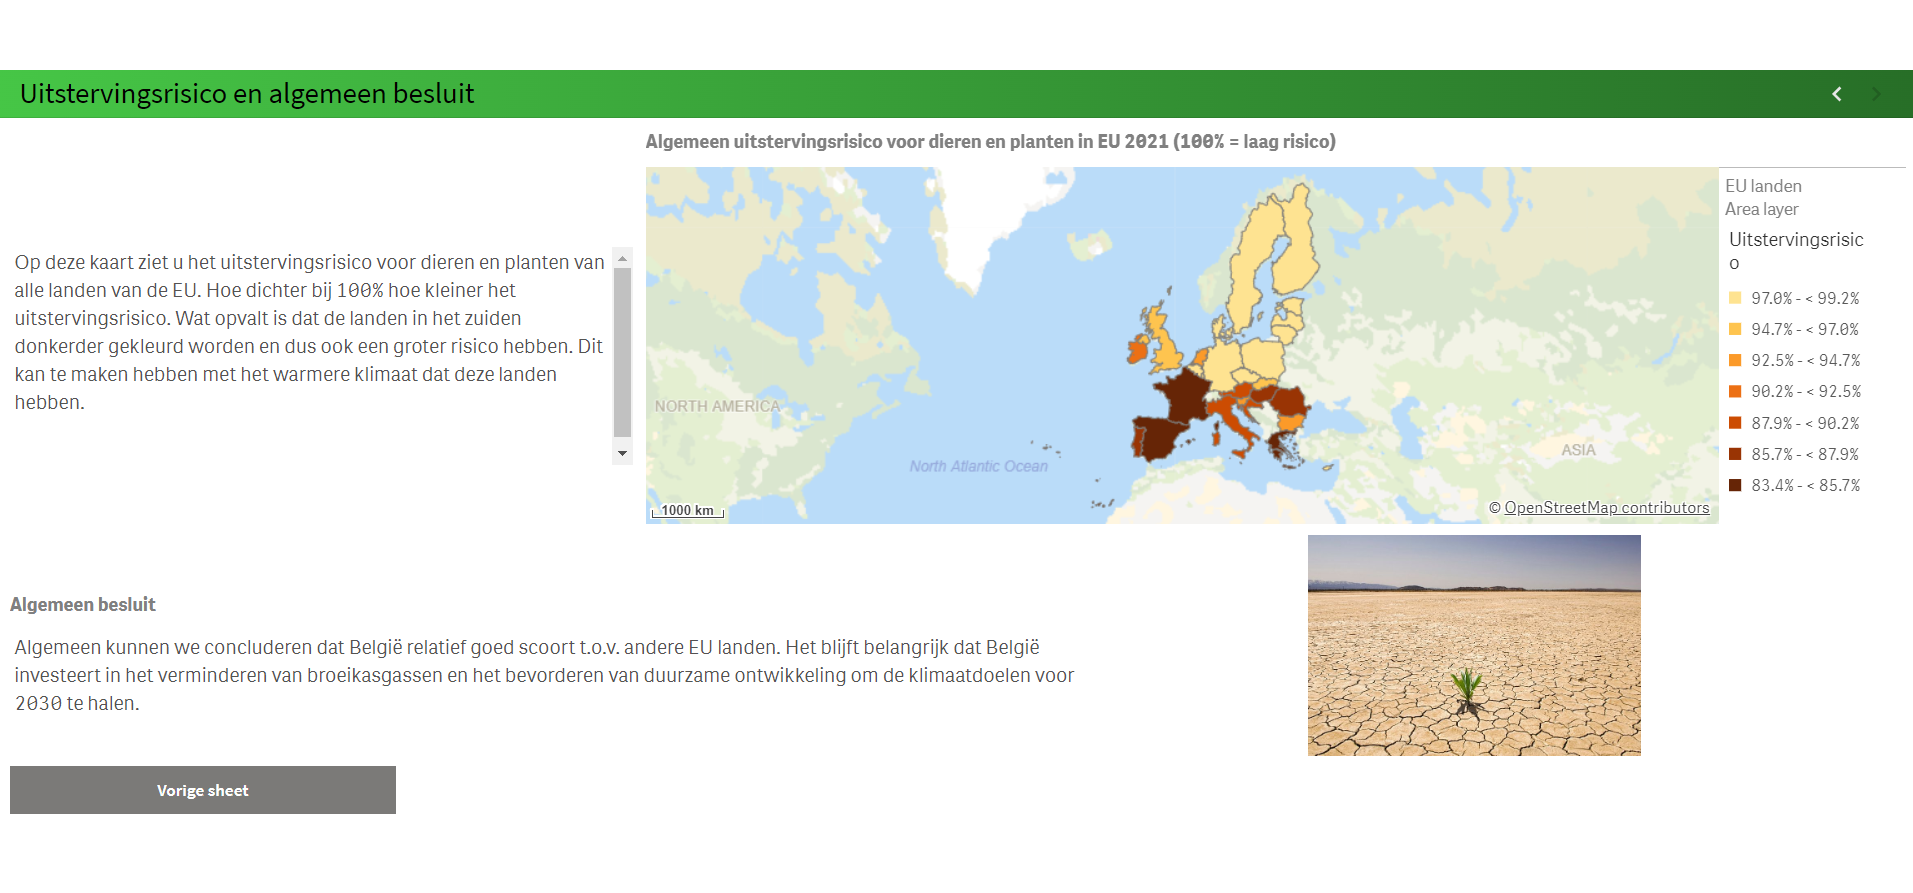 Uitstervingsrisico en algemeen besluit
Algemeen uitstervingsrisico voor dieren en planten in EU 2021 (100% = laag risico)
Op deze kaart ziet u het uitstervingsrisico voor dieren en planten van
alle landen van de EU. Hoe dichter bij 100% hoe kleiner het
uitstervingsrisico. Wat opvalt is dat de landen in het zuiden
donkerder gekleurd worden en dus ook een groter risico hebben. Dit
kan te maken hebben met het warmere klimaat dat deze landen
hebben.
NORTH AMERICA
North Atlantic Ocean
ASIA
1000 km
© OpenStreetMap contributors
EU landen
Area layer
Uitstervingsrisic
o
97.0% - < 99.2%
94.7% - < 97.0%
92.5% - < 94.7%
90.2% - < 92.5%
87.9% - < 90.2%
85.7% - < 87.9%
83.4% - < 85.7%
Algemeen besluit
Algemeen kunnen we concluderen dat België relatief goed scoort t.o.v. andere EU landen. Het blijft belangrijk dat België
investeert in het verminderen van broeikasgassen en het bevorderen van duurzame ontwikkeling om de klimaatdoelen voor
2030 te halen.
Vorige sheet